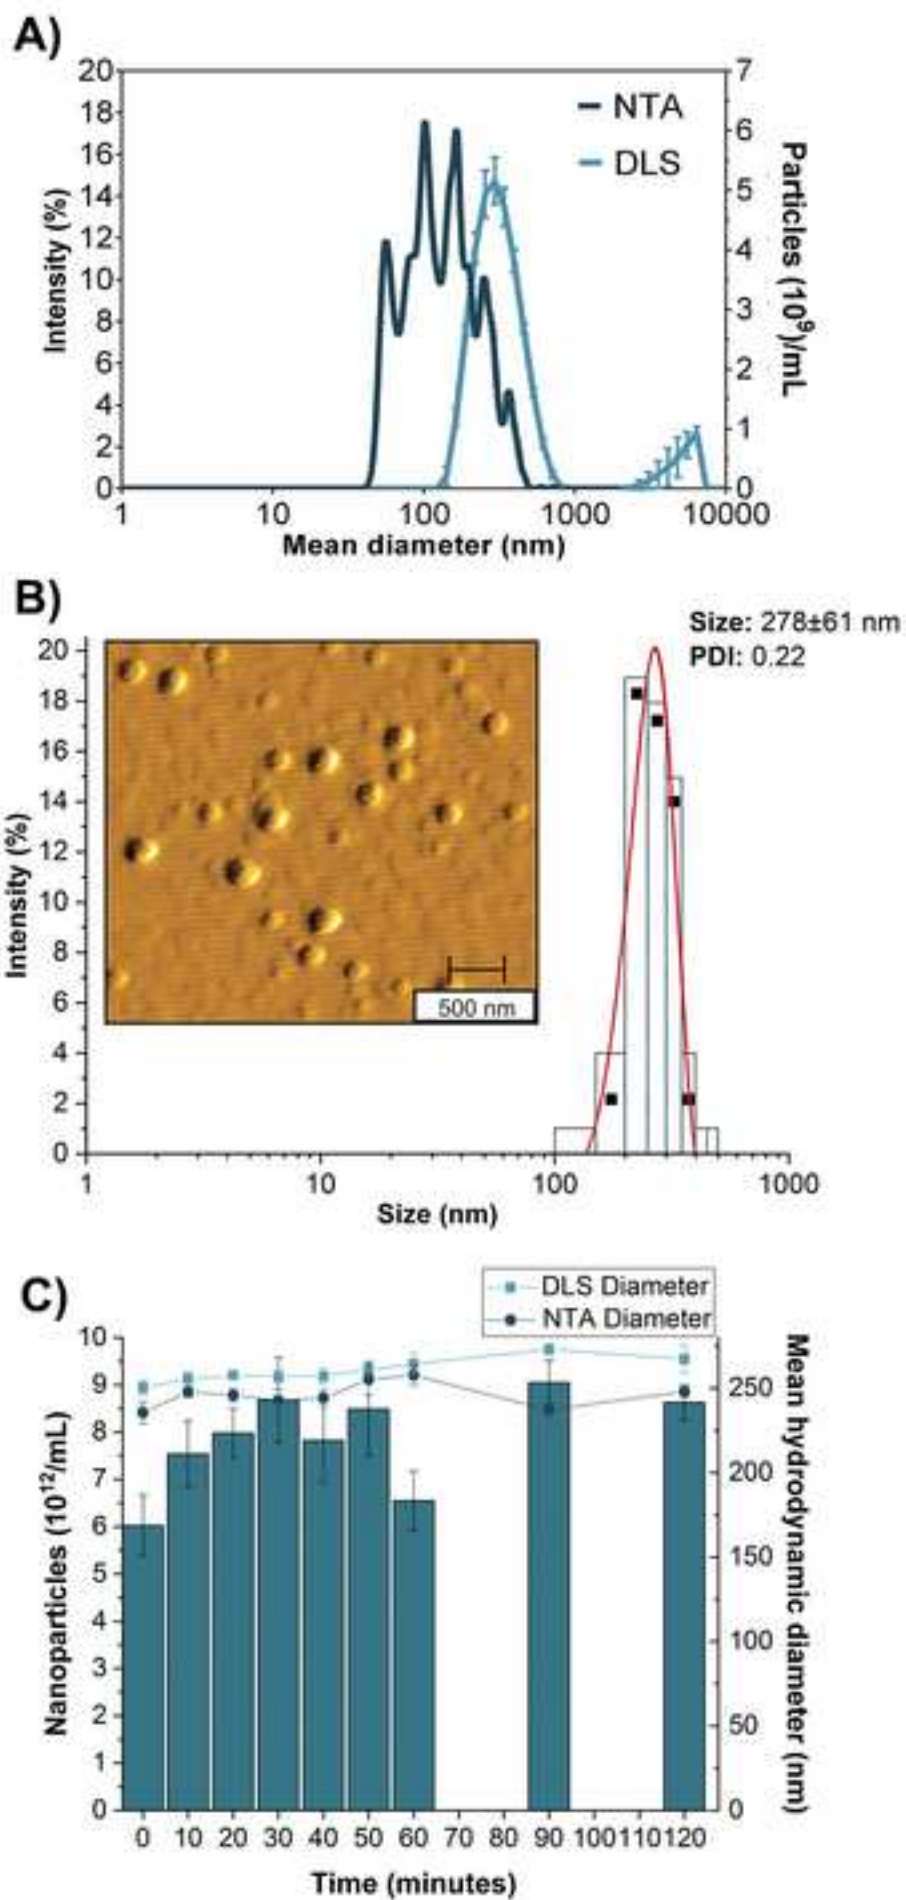 A)
20
18
16
14
12
10
8
6
4
2
0
Intensity (%)
NTA
DLS
7
6
5
4
3
2
1
0
Particles (10⁹)/mL
1 10 100 1000 10000
Mean diameter (nm)
B)
Size: 278±61 nm
PDI: 0.22
20
18
16
14
12
10
8
6
4
2
0
Intensity (%)
500 nm
1 10 100 1000
Size (nm)
C)
DLS Diameter
NTA Diameter
10
9
8
7
6
5
4
3
2
1
0
Nanoparticles (10¹²/mL)
250
200
150
100
50
0
Mean hydrodynamic diameter (nm)
0 10 20 30 40 50 60 70 80 90 100 110 120
Time (minutes)